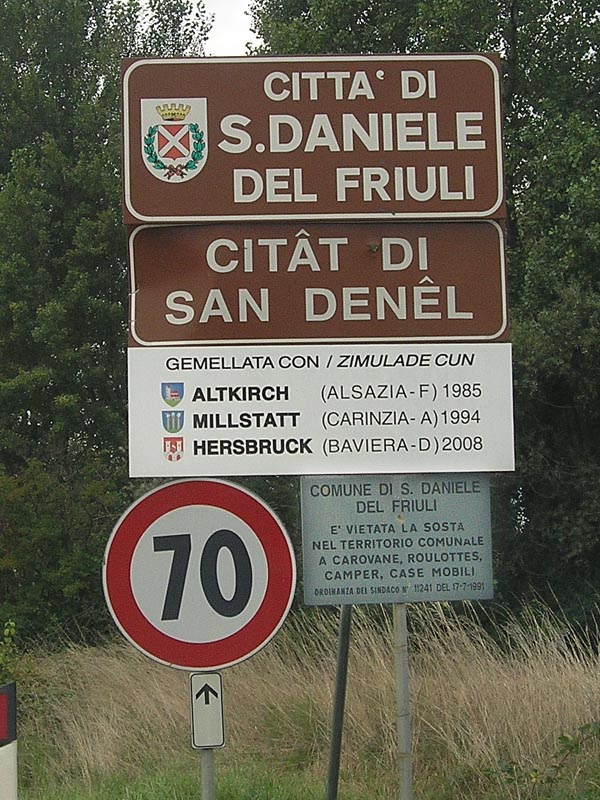 CITTA' DI
S. DANIELE
DEL FRIULI
CITÂT DI
SAN DENÊL
GEMELLATA CON / ZIMULADE CUN
ALTKIRCH (ALSAZIA-F) 1985
MILLSTATT (CARINZIA-A) 1994
HERSBRUCK (BAVIERA-D) 2008
70
COMUNE DI S. DANIELE
DEL FRIULI
E' VIETATA LA SOSTA
NEL TERRITORIO COMUNALE
A CAROVANE, ROULOTTES,
CAMPER, CASE MOBILI
ORDINANZA DEL SINDACO N° 11241 DEL 17-7-1991